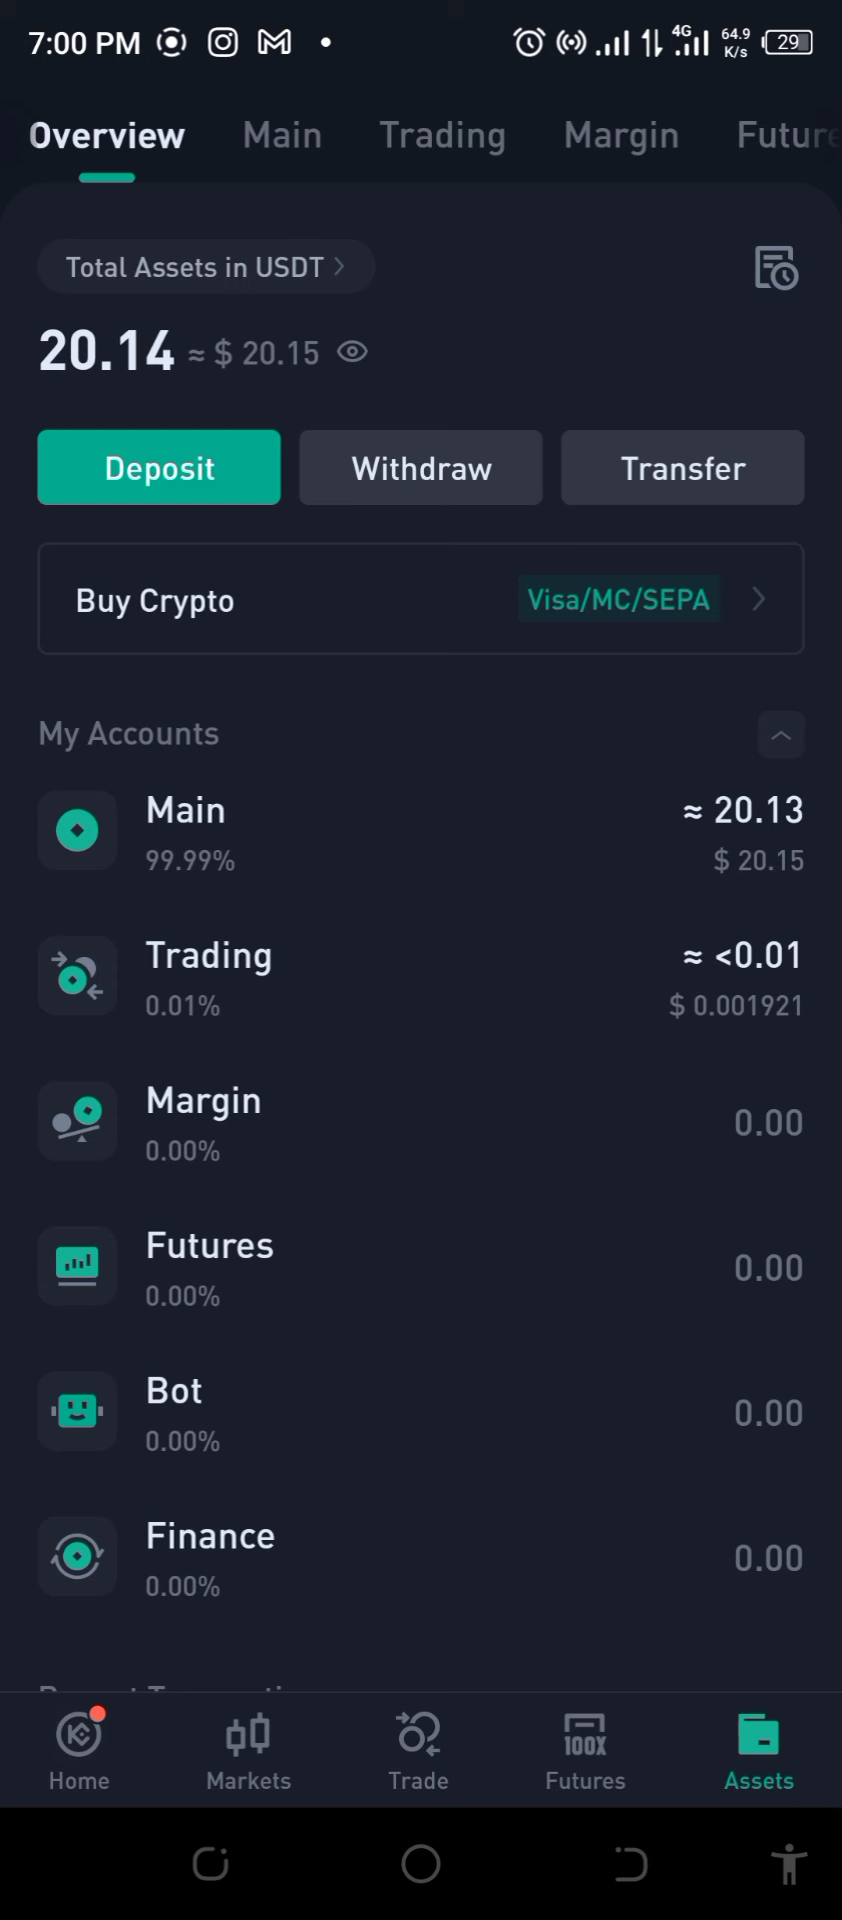 7:00 PM 4G 64.9 K/s 29
Overview Main Trading Margin Future
Total Assets in USDT
20.14 ≈ $ 20.15
Deposit Withdraw Transfer
Buy Crypto Visa/MC/SEPA
My Accounts
Main ≈ 20.13
99.99% $ 20.15
Trading ≈ <0.01
0.01% $ 0.001921
Margin 0.00
0.00%
Futures 0.00
0.00%
Bot 0.00
0.00%
Finance 0.00
0.00%
100X
Home Markets Trade Futures Assets